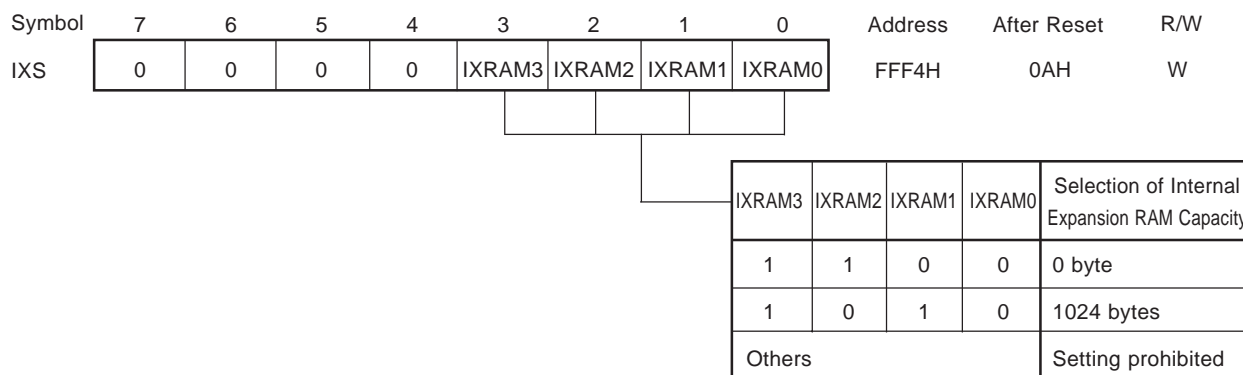 Symbol 7 6 5 4 3 2 1 0 Address After Reset R/W
IXS 0 0 0 0 IXRAM3 IXRAM2 IXRAM1 IXRAM0 FFF4H 0AH W
IXRAM3 IXRAM2 IXRAM1 IXRAM0 Selection of Internal
Expansion RAM Capacity
1 1 0 0 0 byte
1 0 1 0 1024 bytes
Others Setting prohibited